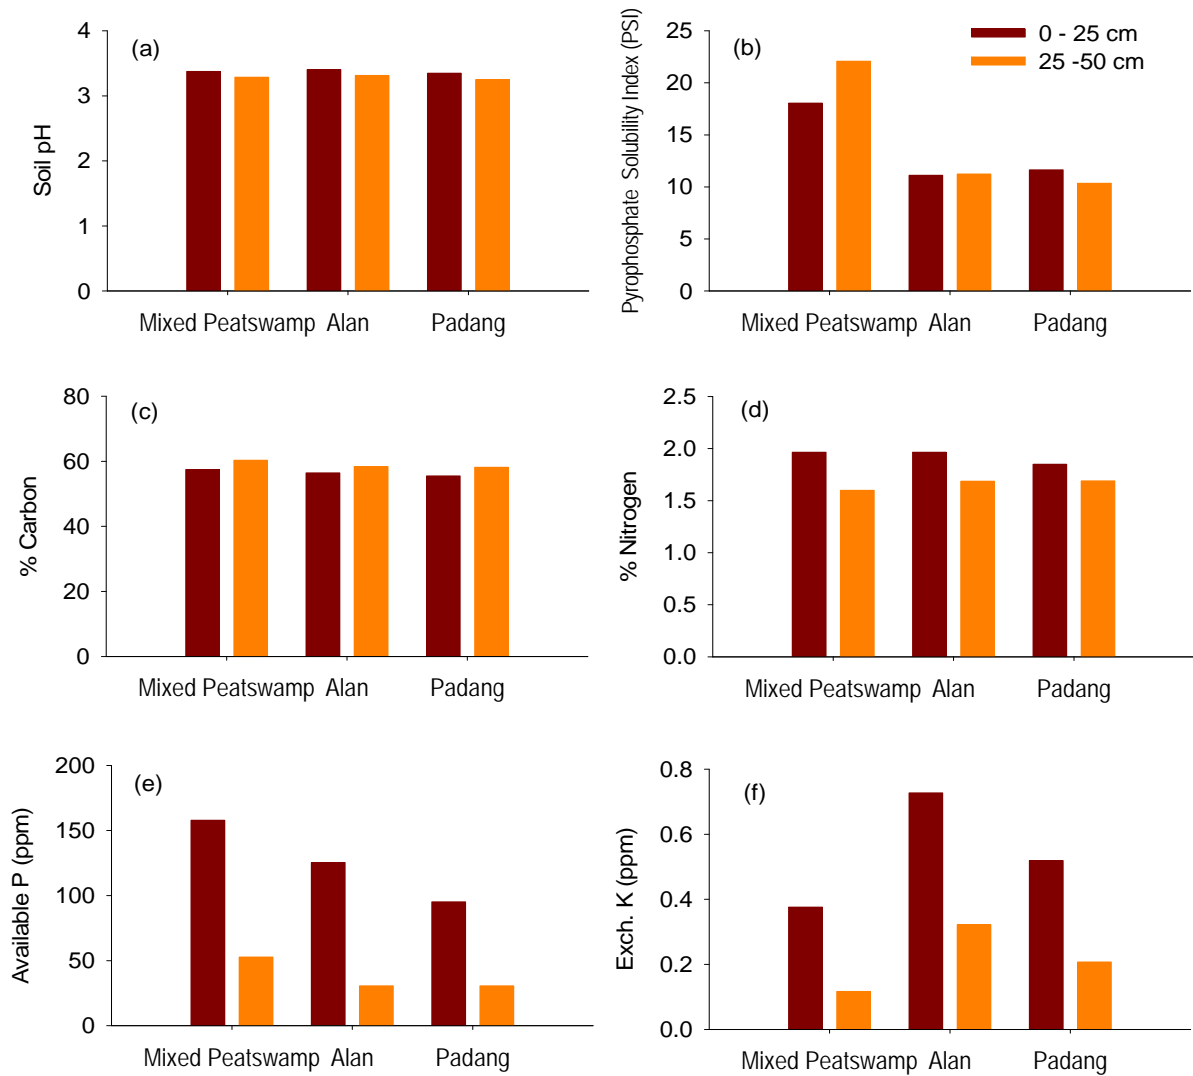 (a)
Soil pH
4
3
2
1
0
Mixed Peatswamp Alan Padang
(b)
Pyrophosphate Solubility Index (PSI)
0 - 25 cm
25 -50 cm
25
20
15
10
5
0
Mixed Peatswamp Alan Padang
(c)
% Carbon
80
60
40
20
0
Mixed Peatswamp Alan Padang
(d)
% Nitrogen
2.5
2.0
1.5
1.0
0.5
0.0
Mixed Peatswamp Alan Padang
(e)
Available P (ppm)
200
150
100
50
0
Mixed Peatswamp Alan Padang
(f)
Exch. K (ppm)
0.8
0.6
0.4
0.2
0.0
Mixed Peatswamp Alan Padang